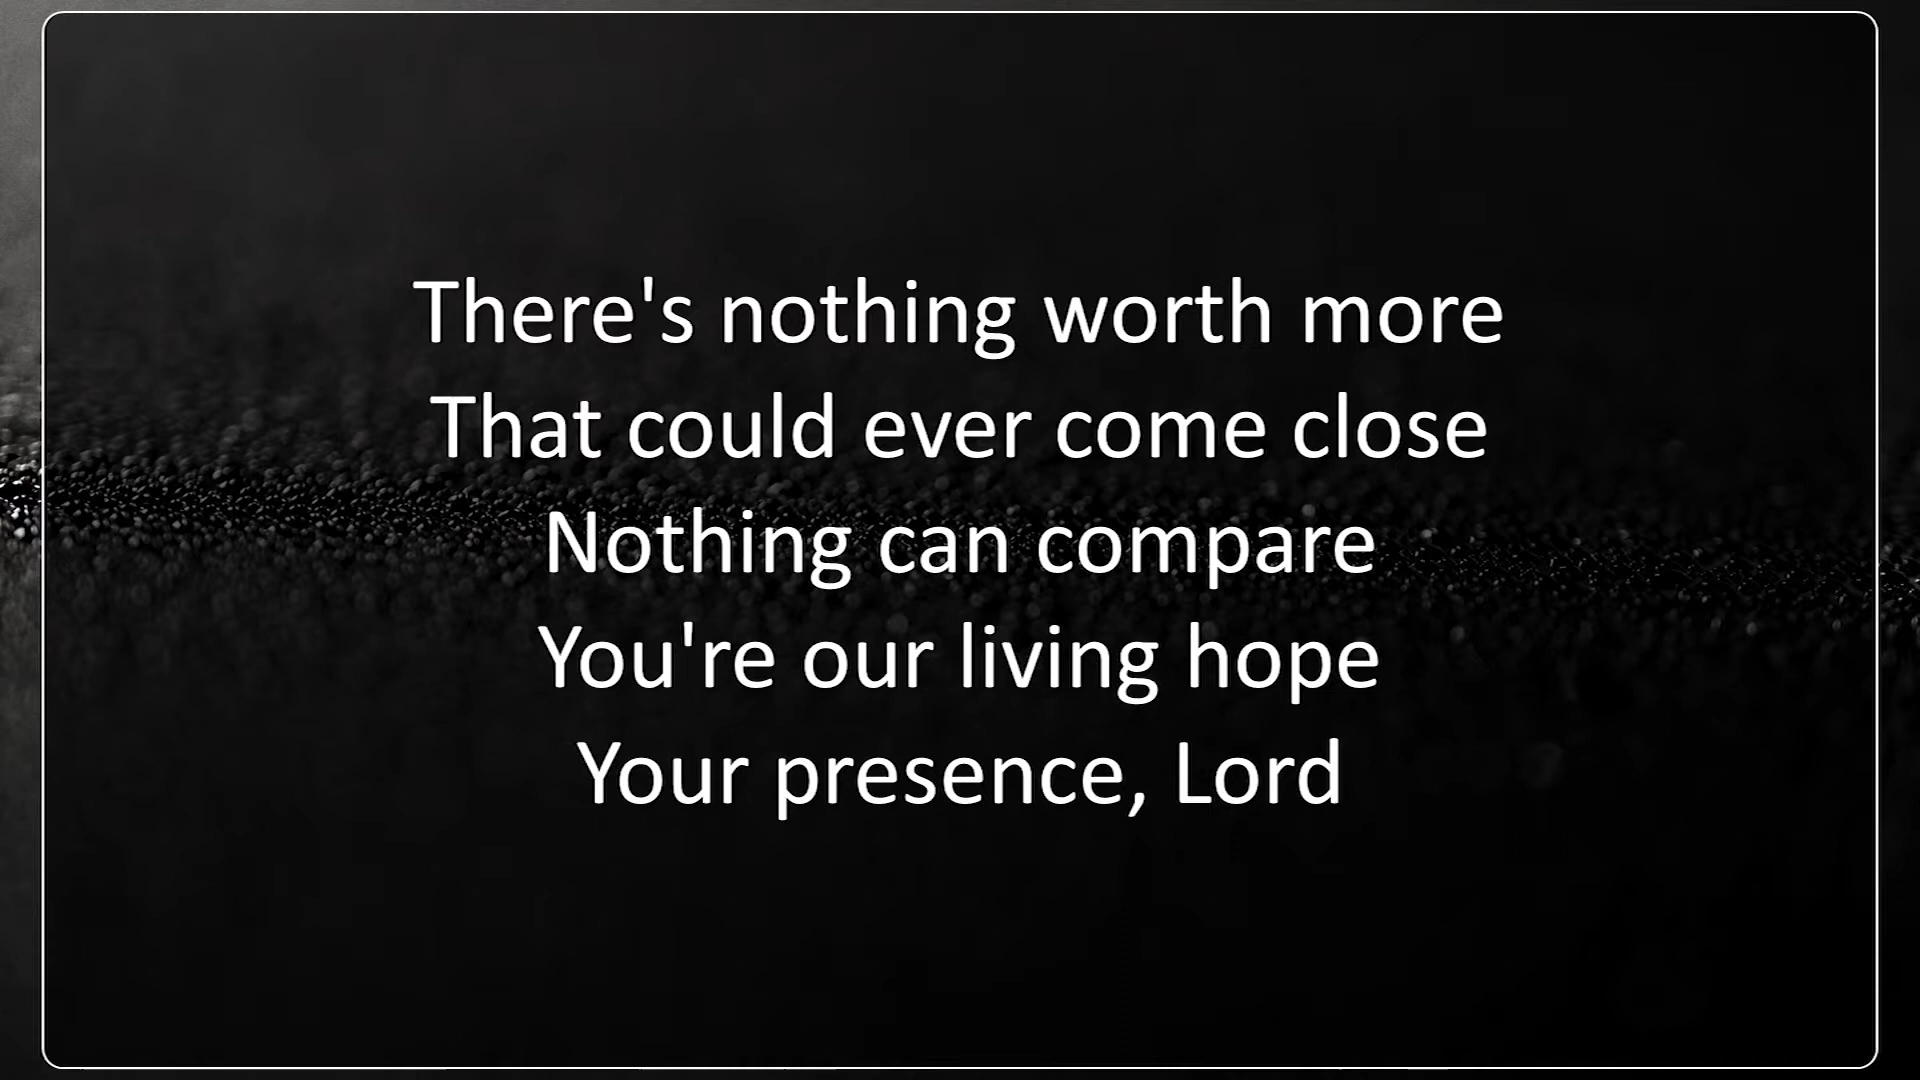 There's nothing worth more
That could ever come close
Nothing can compare
You're our living hope
Your presence, Lord